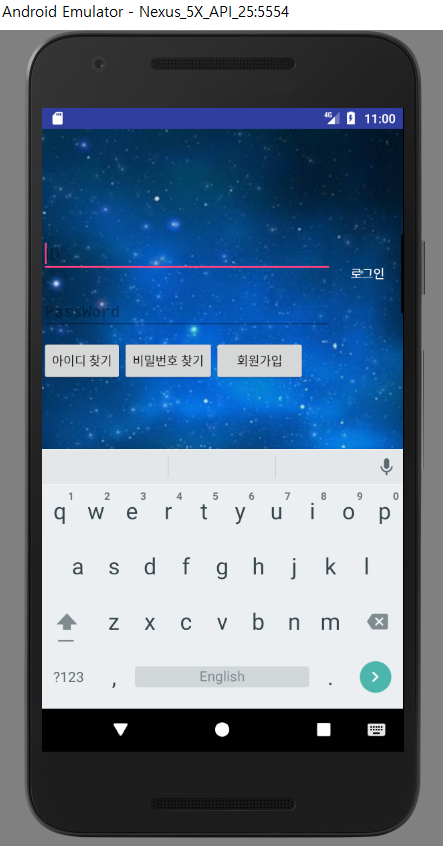 Android Emulator - Nexus_5X_API_25:5554
4G 11:00
로그인
PassWord
아이디 찾기 비밀번호 찾기 회원가입
1 2 3 4 5 6 7 8 9 0
q w e r t y u i o p
a s d f g h j k l
z x c v b n m
?123 , English .